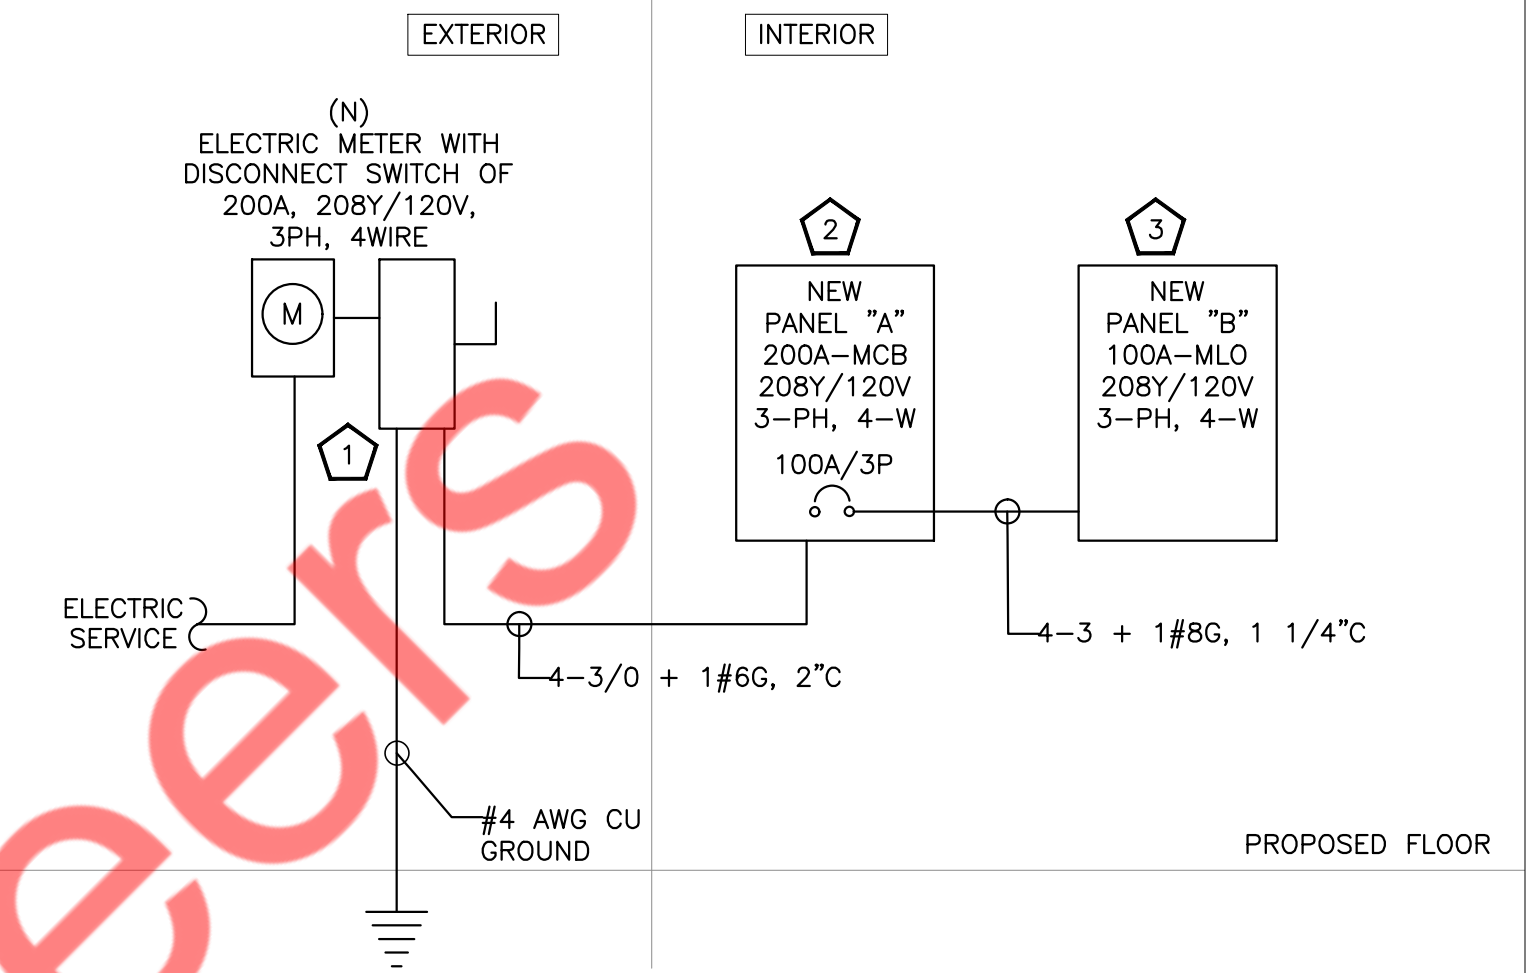 EXTERIOR
INTERIOR
(N)
ELECTRIC METER WITH
DISCONNECT SWITCH OF
200A, 208Y/120V,
3PH, 4WIRE
M
1
2
NEW
PANEL "A"
200A-MCB
208Y/120V
3-PH, 4-W
100A/3P
3
NEW
PANEL "B"
100A-MLO
208Y/120V
3-PH, 4-W
ELECTRIC
SERVICE
4-3/0 + 1#6G, 2"C
4-3 + 1#8G, 1 1/4"C
#4 AWG CU
GROUND
PROPOSED FLOOR
eers